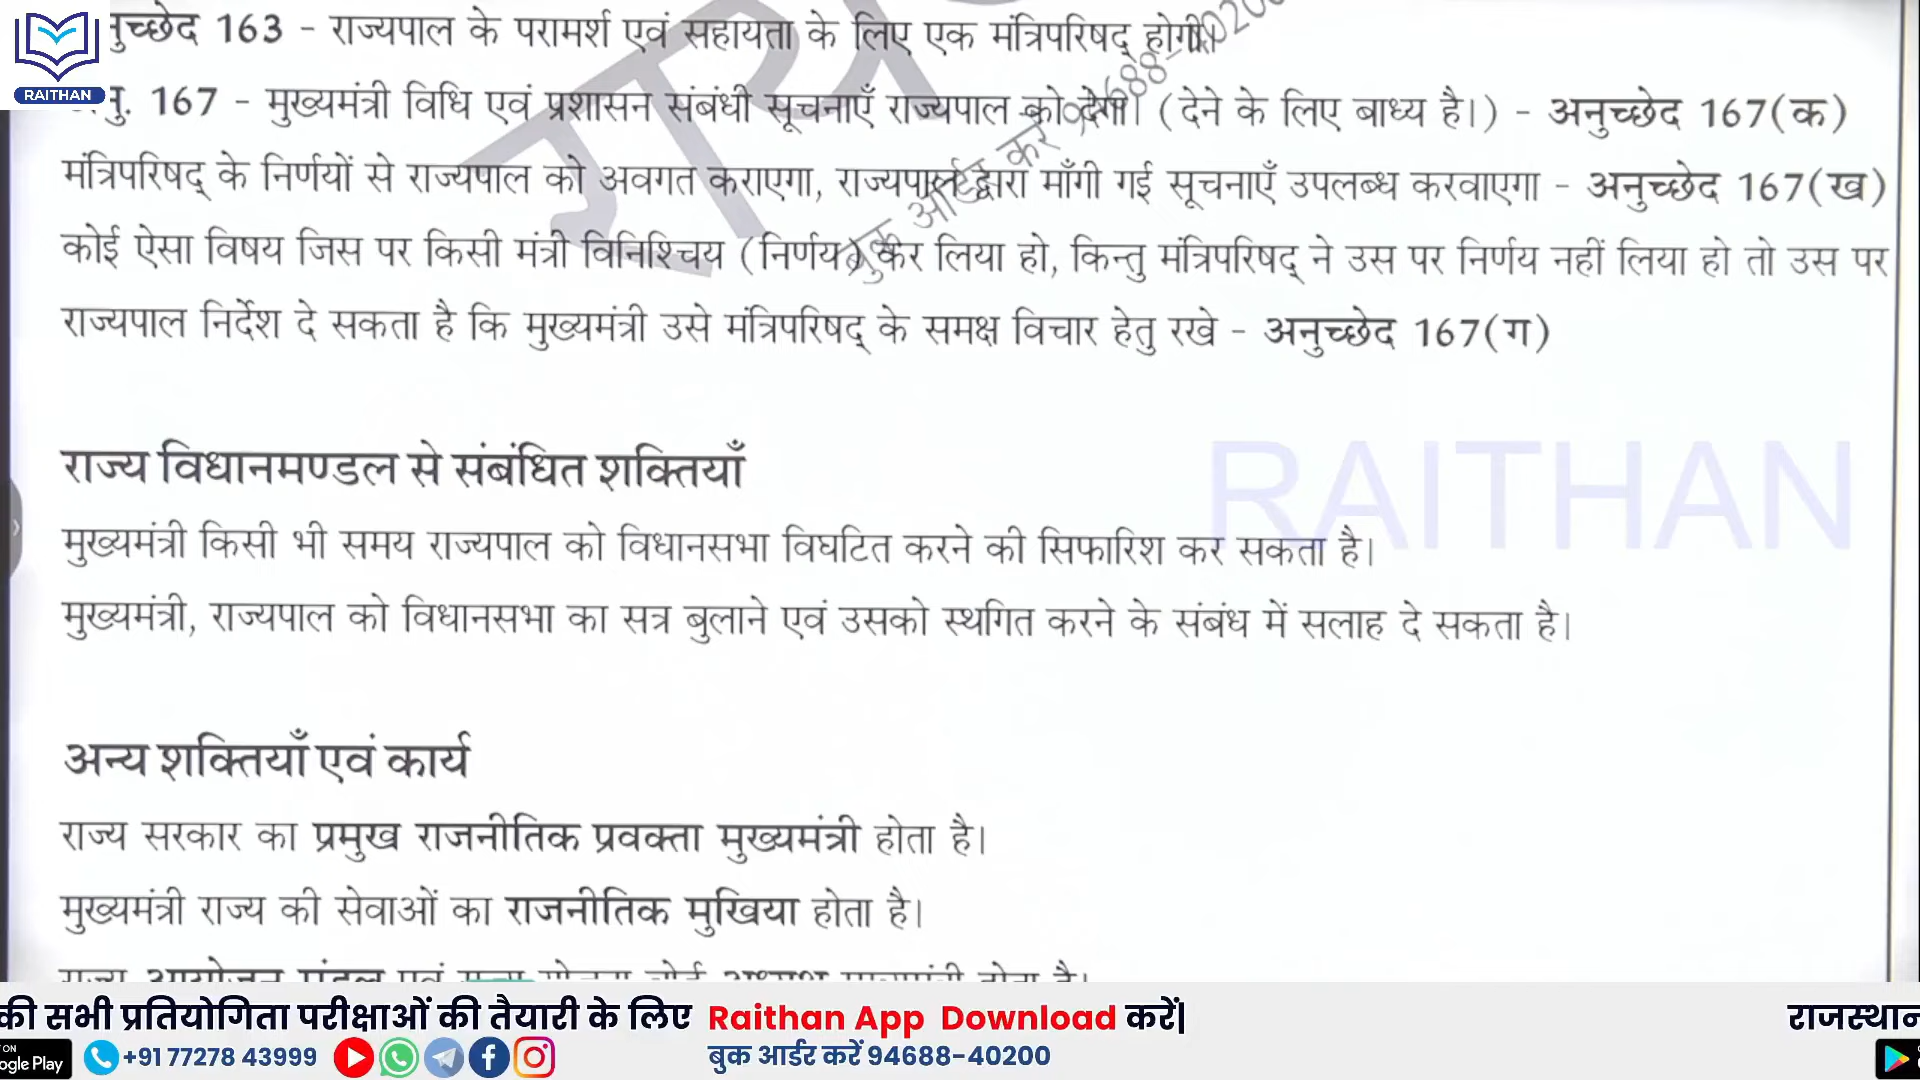 नुच्छेद 163 - राज्यपाल के परामर्श एवं सहायता के लिए एक मंत्रिपरिषद् होगी।
नु. 167 - मुख्यमंत्री विधि एवं प्रशासन संबंधी सूचनाएँ राज्यपाल को देगा। (देने के लिए बाध्य है।) - अनुच्छेद 167(क)
मंत्रिपरिषद् के निर्णयों से राज्यपाल को अवगत कराएगा, राज्यपाल द्वारा माँगी गई सूचनाएँ उपलब्ध करवाएगा - अनुच्छेद 167(ख)
कोई ऐसा विषय जिस पर किसी मंत्री विनिश्चिय (निर्णय) कर लिया हो, किन्तु मंत्रिपरिषद् ने उस पर निर्णय नहीं लिया हो तो उस पर
राज्यपाल निर्देश दे सकता है कि मुख्यमंत्री उसे मंत्रिपरिषद् के समक्ष विचार हेतु रखे - अनुच्छेद 167(ग)
राज्य विधानमण्डल से संबंधित शक्तियाँ
RAITHAN
मुख्यमंत्री किसी भी समय राज्यपाल को विधानसभा विघटित करने की सिफारिश कर सकता है।
मुख्यमंत्री, राज्यपाल को विधानसभा का सत्र बुलाने एवं उसको स्थगित करने के संबंध में सलाह दे सकता है।
अन्य शक्तियाँ एवं कार्य
राज्य सरकार का प्रमुख राजनीतिक प्रवक्ता मुख्यमंत्री होता है।
मुख्यमंत्री राज्य की सेवाओं का राजनीतिक मुखिया होता है।
RAITHAN
की सभी प्रतियोगिता परीक्षाओं की तैयारी के लिए Raithan App Download करें|
राजस्थान
+91 77278 43999
बुक आर्डर करें 94688-40200